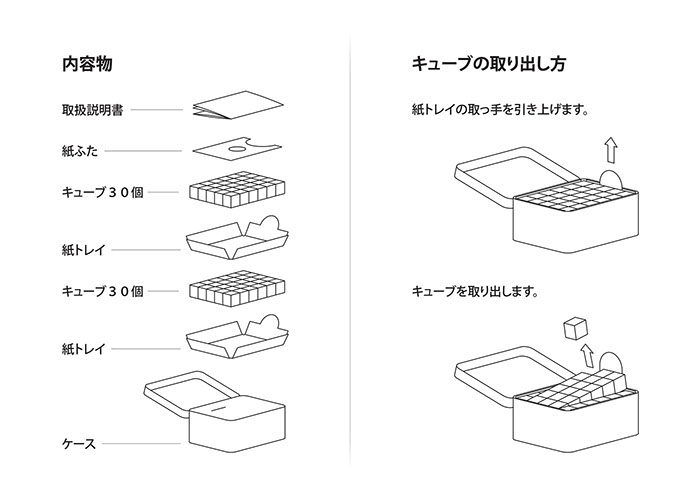 内容物
取扱説明書
紙ふた
キューブ３０個
紙トレイ
キューブ３０個
紙トレイ
ケース
キューブの取り出し方
紙トレイの取っ手を引き上げます。
キューブを取り出します。